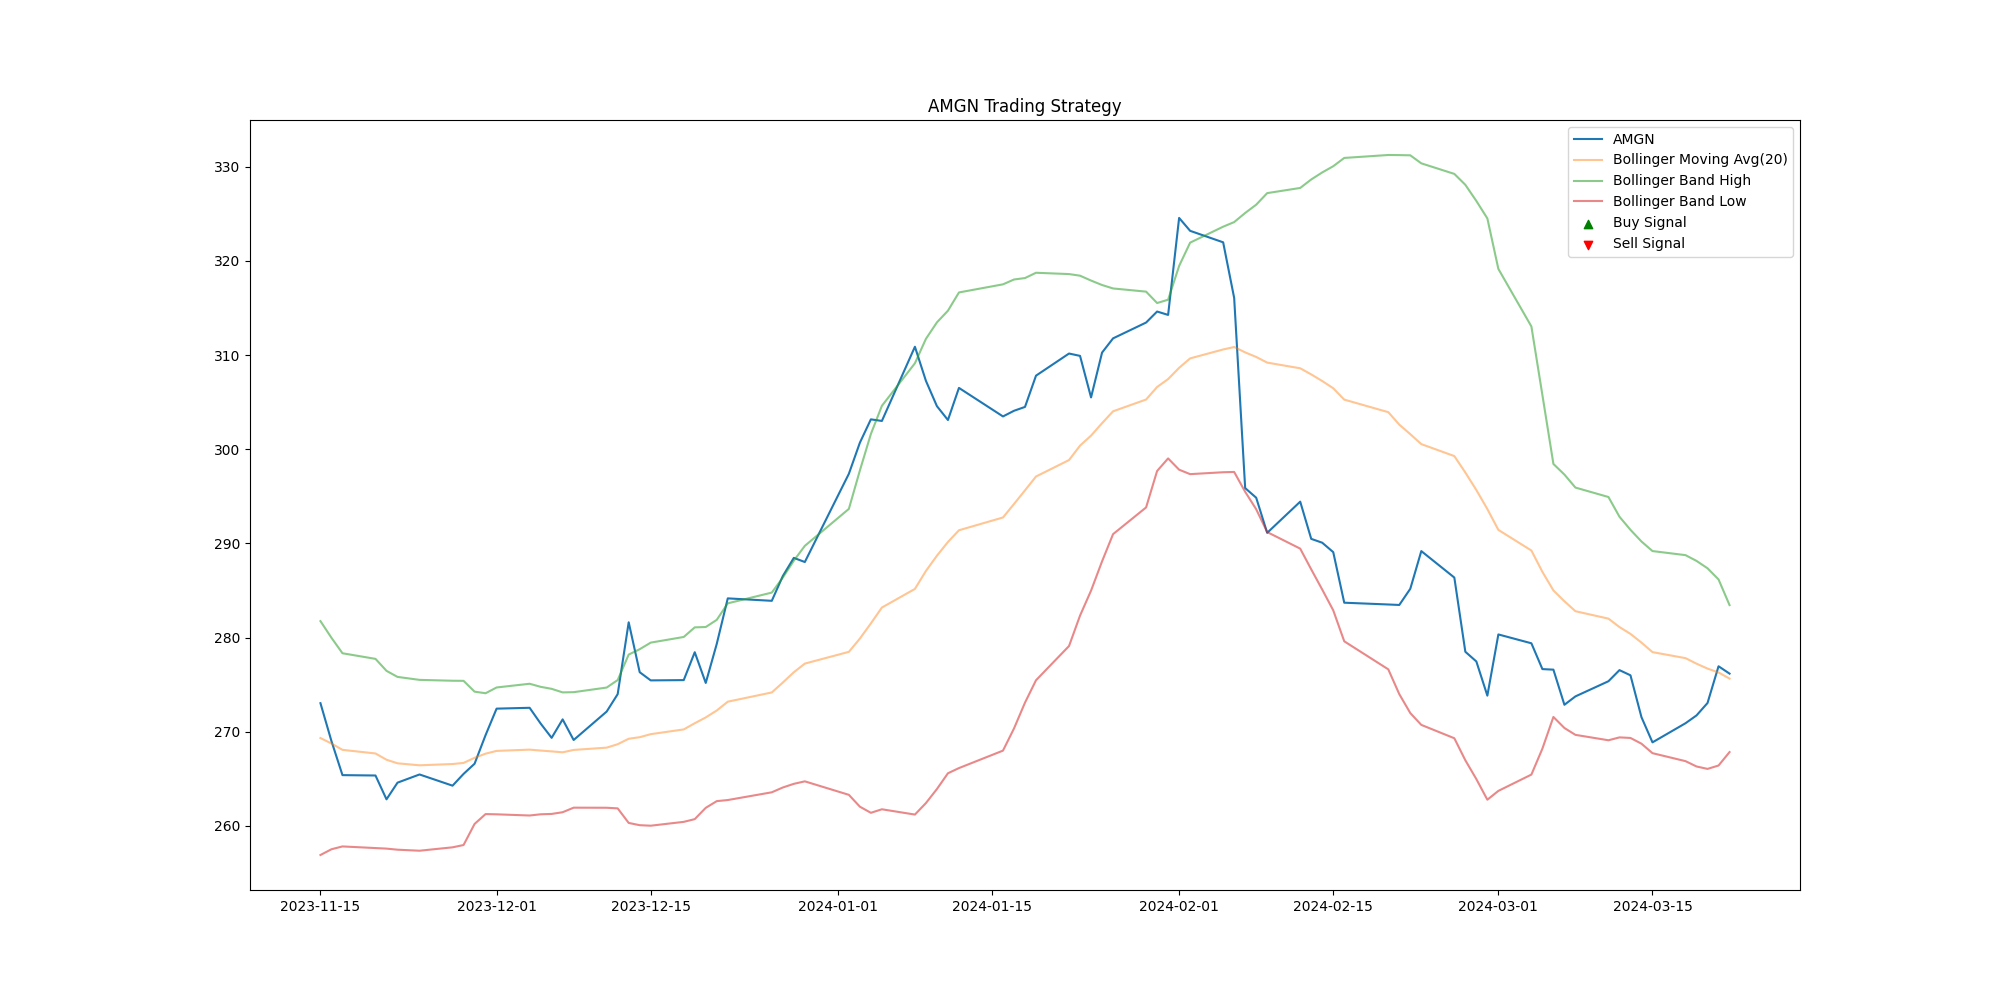 AMGN Trading Strategy
AMGN
Bollinger Moving Avg(20)
Bollinger Band High
Bollinger Band Low
Buy Signal
Sell Signal
330
320
310
300
290
280
270
260
2023-11-15 2023-12-01 2023-12-15 2024-01-01 2024-01-15 2024-02-01 2024-02-15 2024-03-01 2024-03-15